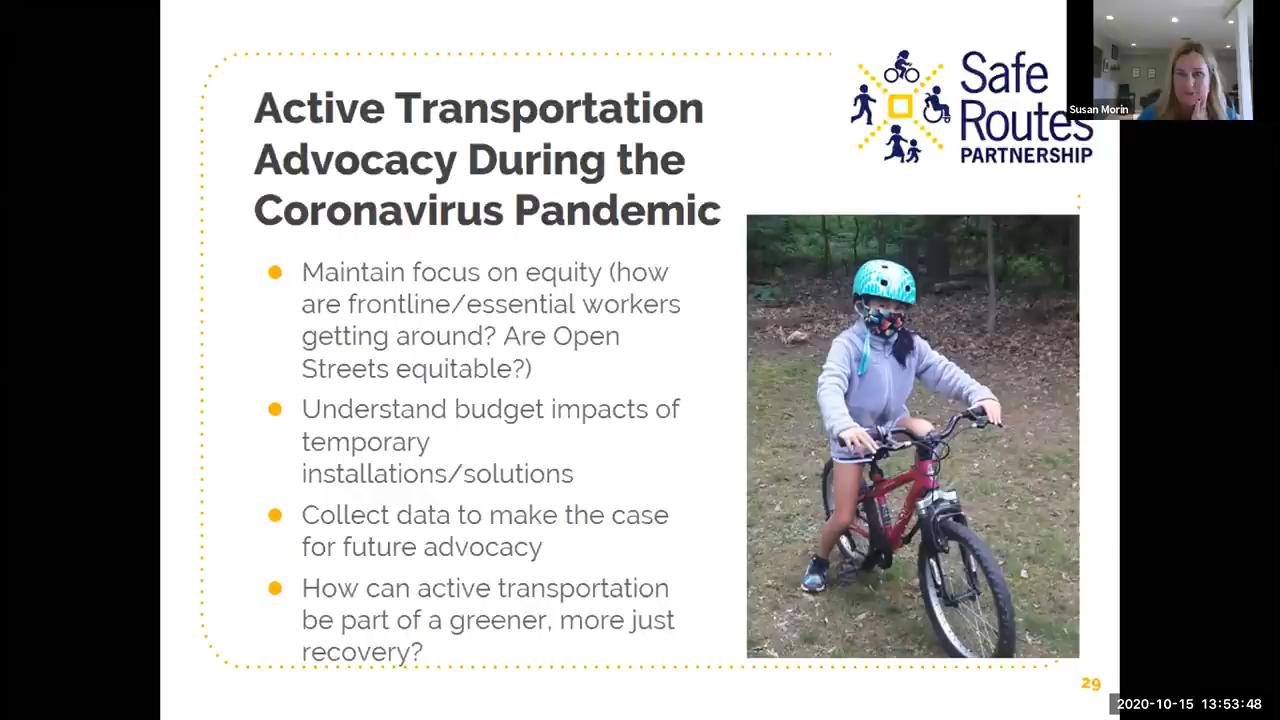 Active Transportation
Advocacy During the
Coronavirus Pandemic
Safe
Routes
PARTNERSHIP
Susan Morin
Maintain focus on equity (how
are frontline/essential workers
getting around? Are Open
Streets equitable?)
Understand budget impacts of
temporary
installations/solutions
Collect data to make the case
for future advocacy
How can active transportation
be part of a greener, more just
recovery?
29
2020-10-15 13:53:48